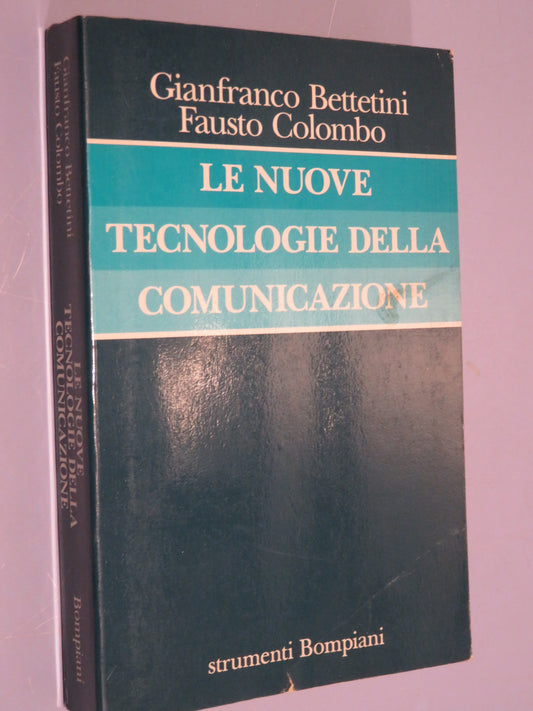 Gianfranco Bettetini
Fausto Colombo
LE NUOVE
TECNOLOGIE DELLA
COMUNICAZIONE
strumenti Bompiani
Gianfranco Bettetini
Fausto Colombo
LE NUOVE
TECNOLOGIE DELLA
COMUNICAZIONE
Bompiani